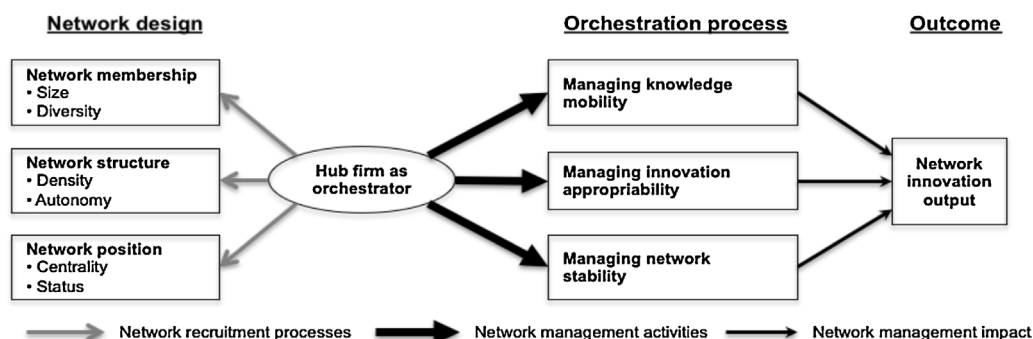 Network design
Orchestration process
Outcome
Network membership
• Size
• Diversity
Network structure
• Density
• Autonomy
Network position
• Centrality
• Status
Hub firm as
orchestrator
Managing knowledge
mobility
Managing innovation
appropriability
Managing network
stability
Network
innovation
output
Network recruitment processes
Network management activities
Network management impact